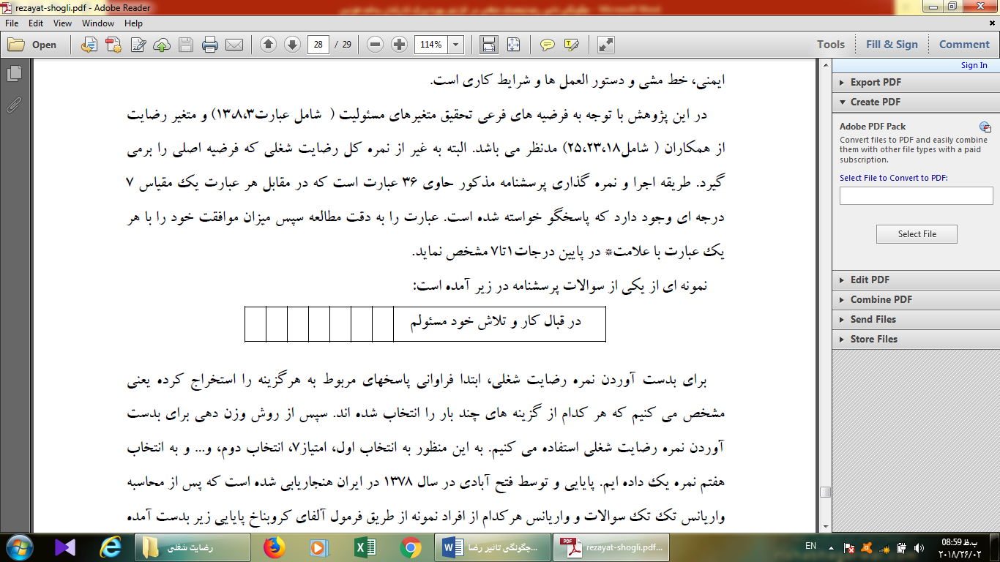 rezayat-shogli.pdf - Adobe Reader
File Edit View Window Help
Open 28 / 29 114% Tools Fill & Sign Comment
Sign In
Export PDF
Create PDF
Adobe PDF Pack
Convert files to PDF and easily combine
them with other file types with a paid
subscription.
Select File to Convert to PDF:
Select File
Edit PDF
Combine PDF
Send Files
Store Files
ایمنی، خط مشی و دستور العمل ها و شرایط کاری است.
در این پژوهش با توجه به فرضیه های فرعی تحقیق متغیرهای مسئولیت ( شامل عبارت۱۳،۸،۳) و متغیر رضایت
از همکاران ( شامل۲۵،۲۳،۱۸) مدنظر می باشد. البته به غیر از نمره کل رضایت شغلی که فرضیه اصلی را برمی
گیرد. طریقه اجرا و نمره گذاری پرسشنامه مذکور حاوی ۳۶ عبارت است که در مقابل هر عبارت یک مقیاس ۷
درجه ای وجود دارد که پاسخگو خواسته شده است. عبارت را به دقت مطالعه سپس میزان موافقت خود را با هر
یک عبارت با علامت* در پایین درجات۱تا۷ مشخص نماید.
نمونه ای از یکی از سوالات پرسشنامه در زیر آمده است:
در قبال کار و تلاش خود مسئولم
برای بدست آوردن نمره رضایت شغلی، ابتدا فراوانی پاسخهای مربوط به هرگزینه را استخراج کرده یعنی
مشخص می کنیم که هر کدام از گزینه های چند بار را انتخاب شده اند. سپس از روش وزن دهی برای بدست
آوردن نمره رضایت شغلی استفاده می کنیم. به این منظور به انتخاب اول، امتیاز۷، انتخاب دوم، و... و به انتخاب
هفتم نمره یک داده ایم. پایایی و توسط فتح آبادی در سال ۱۳۷۸ در ایران هنجاریابی شده است که پس از محاسبه
واریانس تک تک سوالات و واریانس هرکدام از افراد نمونه از طریق فرمول آلفای کروبناخ پایایی زیر بدست آمده
رضایت شغلی
چگونگی تاثیر رضا...
rezayat-shogli.pdf...
EN
08:59 ب.ظ
۲۰۱۸/۲۶/۰۲